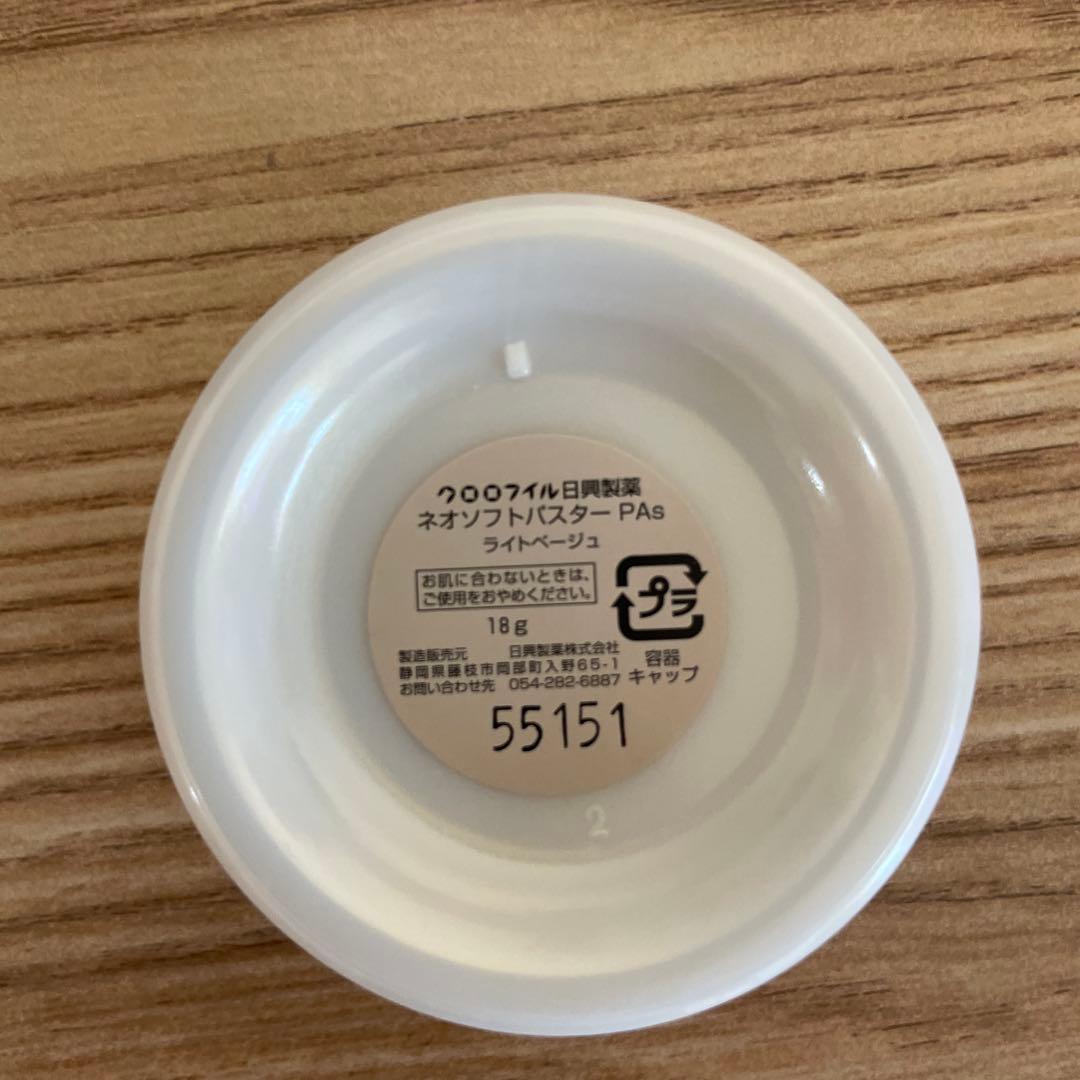 クロロフイル日興製薬
ネオソフトバスター PAs
ライトベージュ
お肌に合わないときは、
ご使用をおやめください。
18g
プラ
製造販売元 日興製薬株式会社
静岡県藤枝市岡部町入野65-1
お問い合わせ先 054-282-6887
容器
キャップ
55151
2